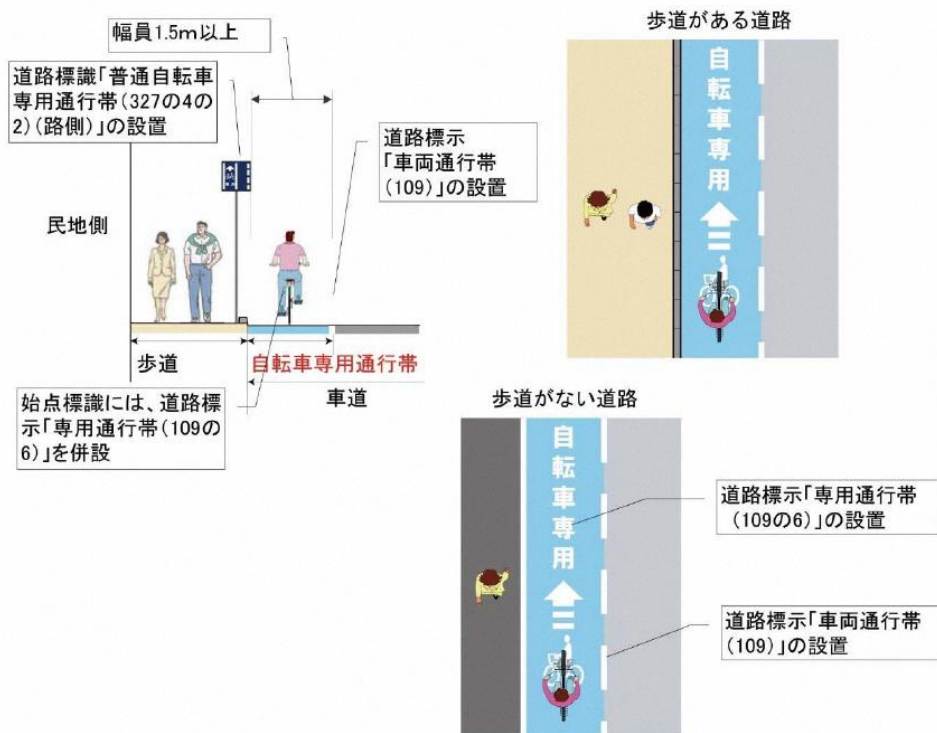 幅員1.5m以上
道路標識「普通自転車
専用通行帯(327の4の
2)(路側)」の設置
道路標示
「車両通行帯
(109)」の設置
民地側
歩道
自転車専用通行帯
車道
始点標識には、道路標
示「専用通行帯(109の
6)」を併設
歩道がある道路
自転車専用
歩道がない道路
自転車専用
道路標示「専用通行帯
(109の6)」の設置
道路標示「車両通行帯
(109)」の設置